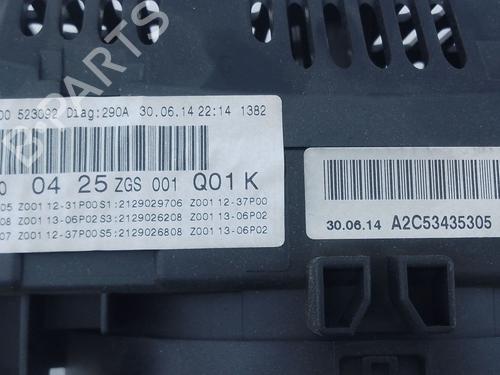 00 523092 Diag:290A 30.06.14 22:14 1382
0 04 25 ZGS 001 Q01 K
05 Z001 12-31P00 S1:2129029706 Z001 12-37P00
08 Z001 13-06P02 S3:2129026208 Z001 13-06P02
07 Z001 12-37P00 S5:2129026808 Z001 13-06P02
30.06.14 A2C53435305
B-PARTS